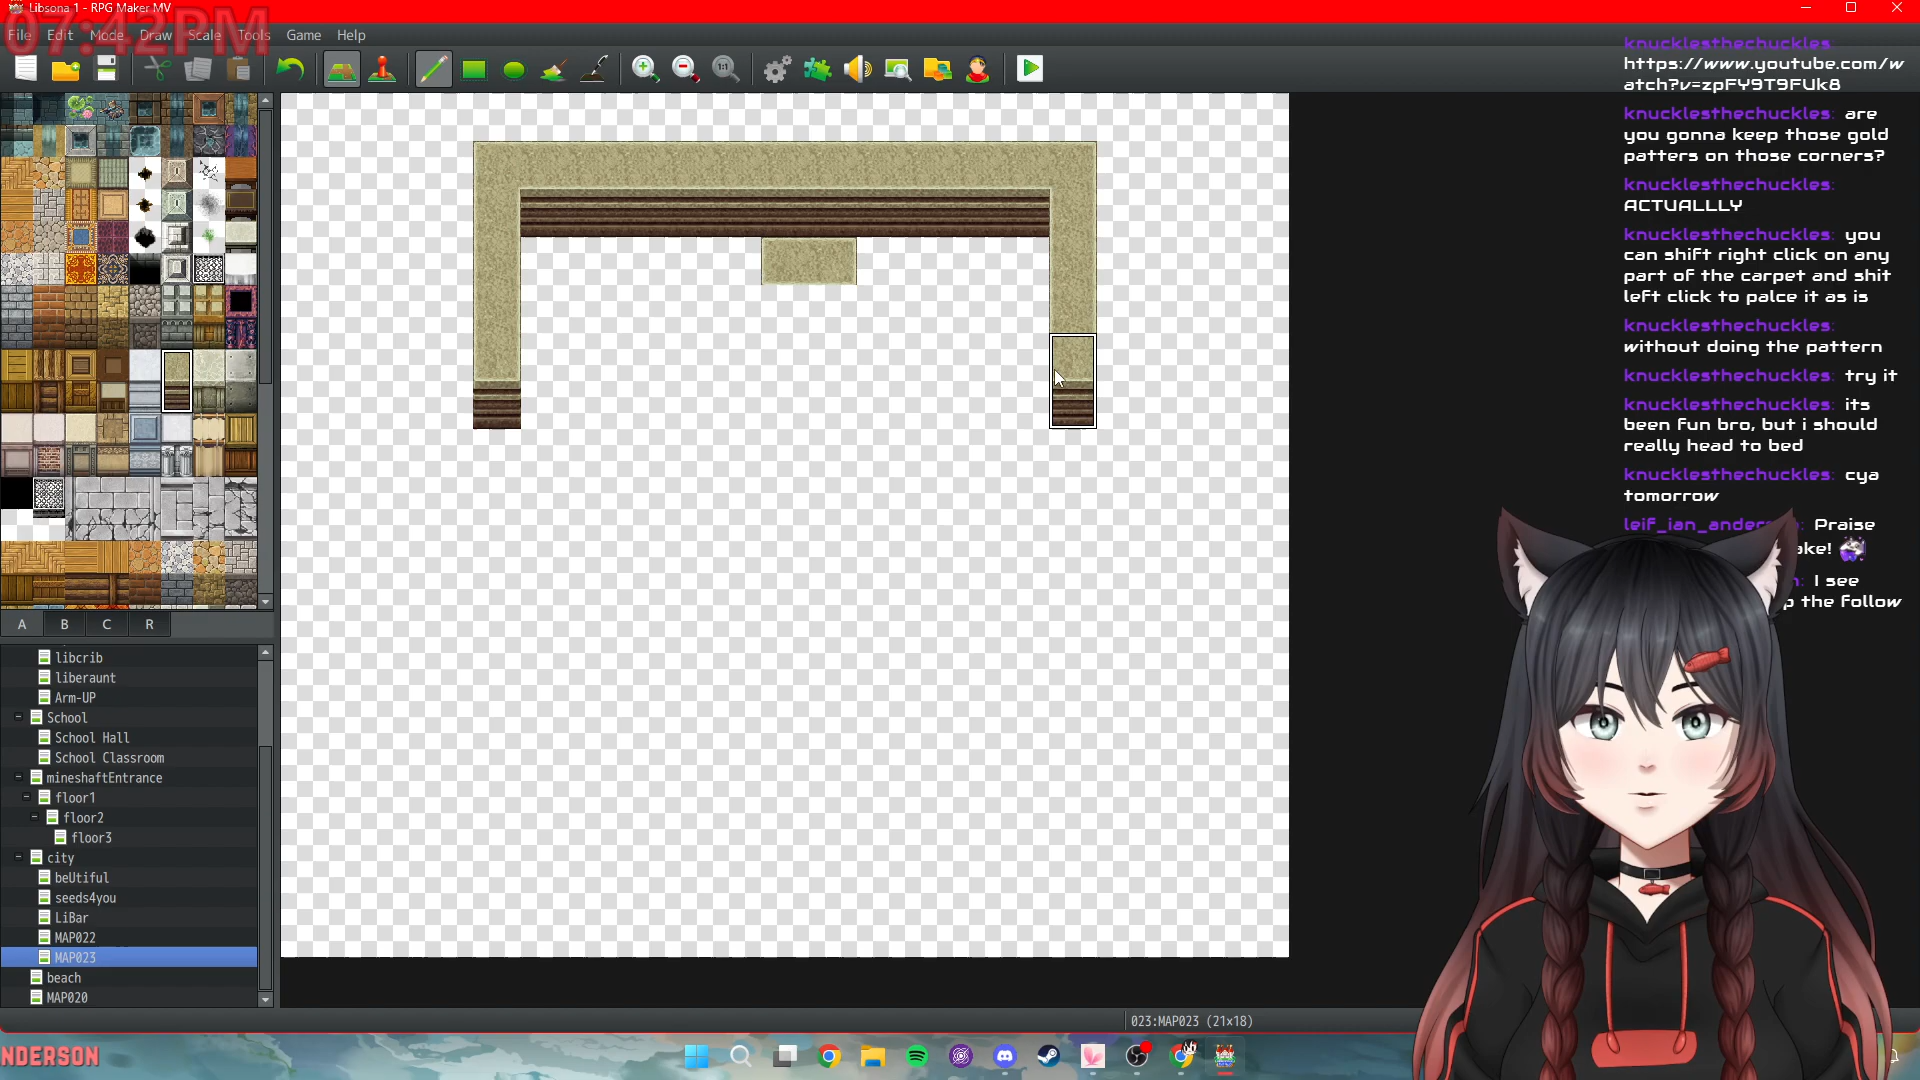 Libsona 1 - RPG Maker MV
07:42PM
File Edit Mode Draw Scale Tools Game Help
knucklesthechuckles:
https://www.youtube.com/w
atch?v=zpFY9T9FUk8
knucklesthechuckles: are
you gonna keep those gold
patters on those corners?
knucklesthechuckles:
ACTUALLLY
knucklesthechuckles: you
can shift right click on any
part of the carpet and shit
left click to palce it as is
knucklesthechuckles:
without doing the pattern
knucklesthechuckles: try it
knucklesthechuckles: its
been fun bro, but i should
really head to bed
knucklesthechuckles: cya
tomorrow
Praise
ake!
I see
p the Follow
A B C R
libcrib
liberaunt
Arm-UP
School
School Hall
School Classroom
mineshaftEntrance
floor1
floor2
floor3
city
beUtiful
seeds4you
LiBar
MAP022
MAP023
beach
MAP020
023:MAP023 (21x18)
NDERSON